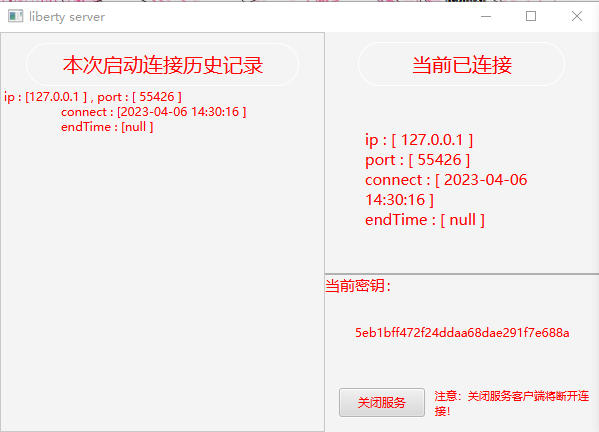 liberty server
本次启动连接历史记录
ip : [127.0.0.1 ] , port : [ 55426 ]
connect : [2023-04-06 14:30:16 ]
endTime : [null ]
当前已连接
ip : [ 127.0.0.1 ]
port : [ 55426 ]
connect : [ 2023-04-06
14:30:16 ]
endTime : [ null ]
当前密钥：
5eb1bff472f24ddaa68dae291f7e688a
关闭服务
注意：关闭服务客户端将断开连
接！